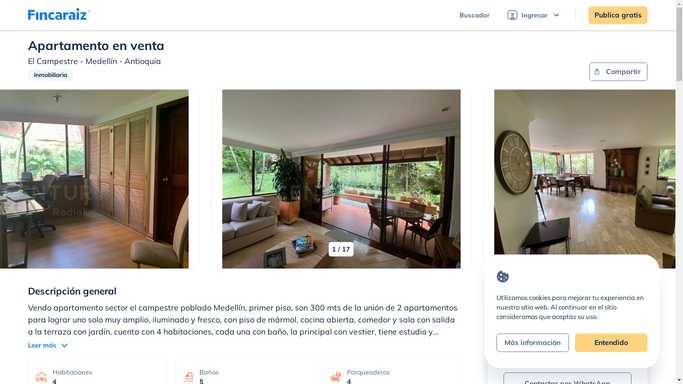 Fincaraiz
Buscador
Ingresar
Publica gratis
Apartamento en venta
El Campestre - Medellín - Antioquia
Inmobiliaria
Compartir
1 / 17
Descripción general
Vendo apartamento sector el campestre poblado Medellín, primer piso, son 300 mts de la unión de 2 apartamentos
para lograr uno solo muy amplio, iluminado y fresco, con piso de mármol, cocina abierta, comedor y sala con salida
a la terraza con jardín, cuenta con 4 habitaciones, cada una con baño, la principal con vestier, tiene estudio y...
Leer más
Habitaciones
4
Baños
5
Parqueaderos
4
Utilizamos cookies para mejorar tu experiencia en
nuestro sitio web. Al continuar en el sitio
consideramos que aceptas su uso.
Más información
Entendido
Contactar por WhatsApp